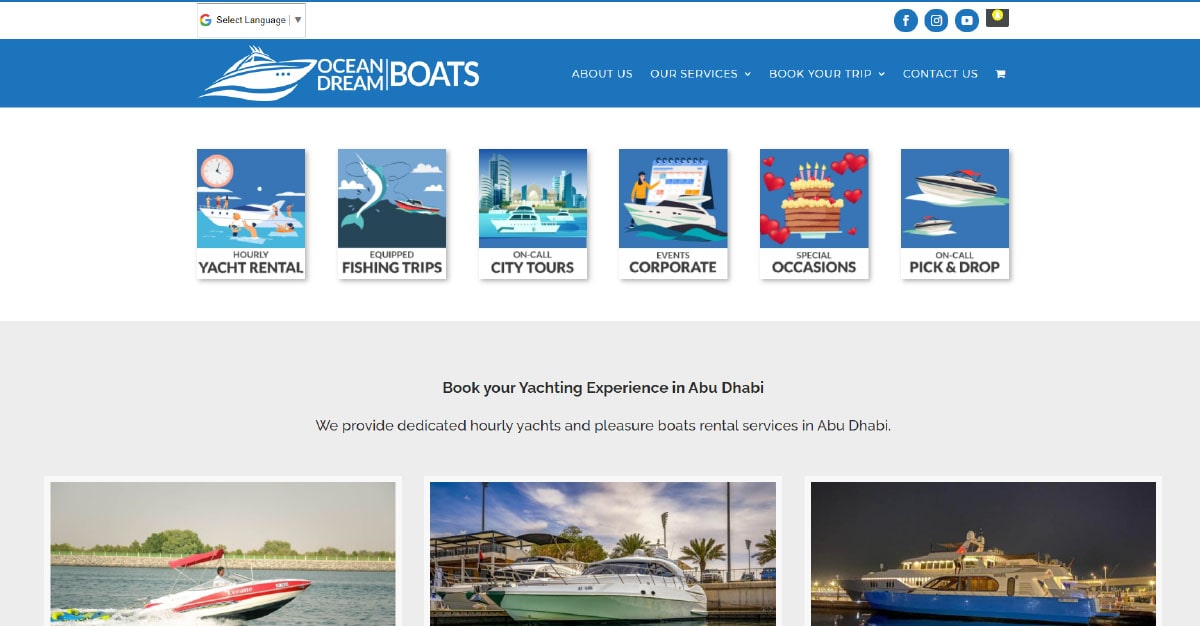 Select Language ▼
OCEAN DREAM BOATS
ABOUT US
OUR SERVICES
BOOK YOUR TRIP
CONTACT US
HOURLY
YACHT RENTAL
EQUIPPED
FISHING TRIPS
ON-CALL
CITY TOURS
EVENTS
CORPORATE
SPECIAL
OCCASIONS
ON-CALL
PICK & DROP
Book your Yachting Experience in Abu Dhabi
We provide dedicated hourly yachts and pleasure boats rental services in Abu Dhabi.